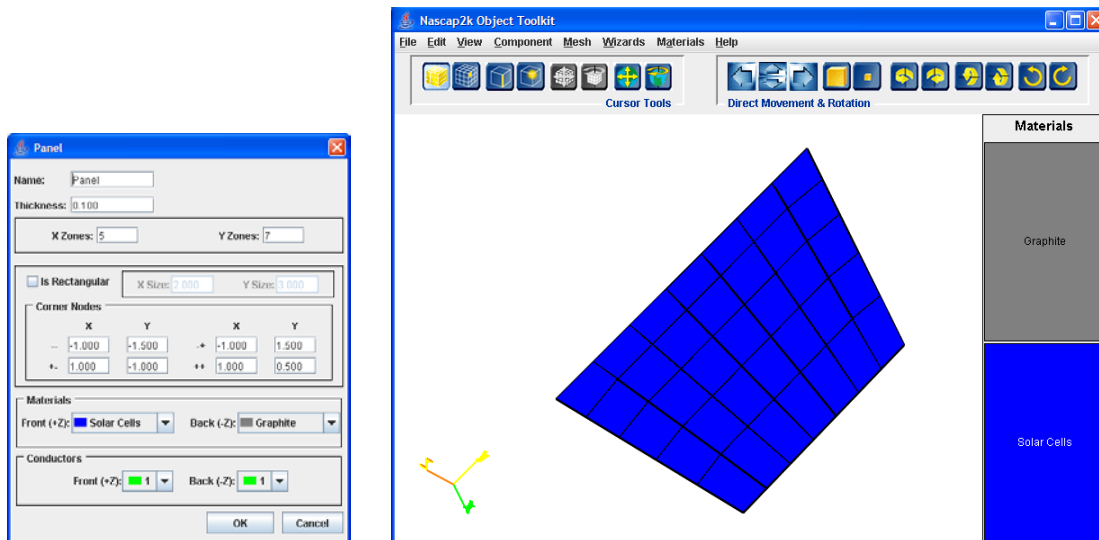 Panel
Name: Panel
Thickness: 0.100
X Zones: 5 Y Zones: 7
Is Rectangular X Size: 2.000 Y Size: 3.000
Corner Nodes
X Y X Y
-- -1.000 -1.500 -+ -1.000 1.500
+- 1.000 -1.000 ++ 1.000 0.500
Materials
Front (+Z): Solar Cells Back (-Z): Graphite
Conductors
Front (+Z): 1 Back (-Z): 1
OK Cancel
Nascap2k Object Toolkit
File Edit View Component Mesh Wizards Materials Help
Cursor Tools Direct Movement & Rotation
Materials
Graphite
Solar Cells